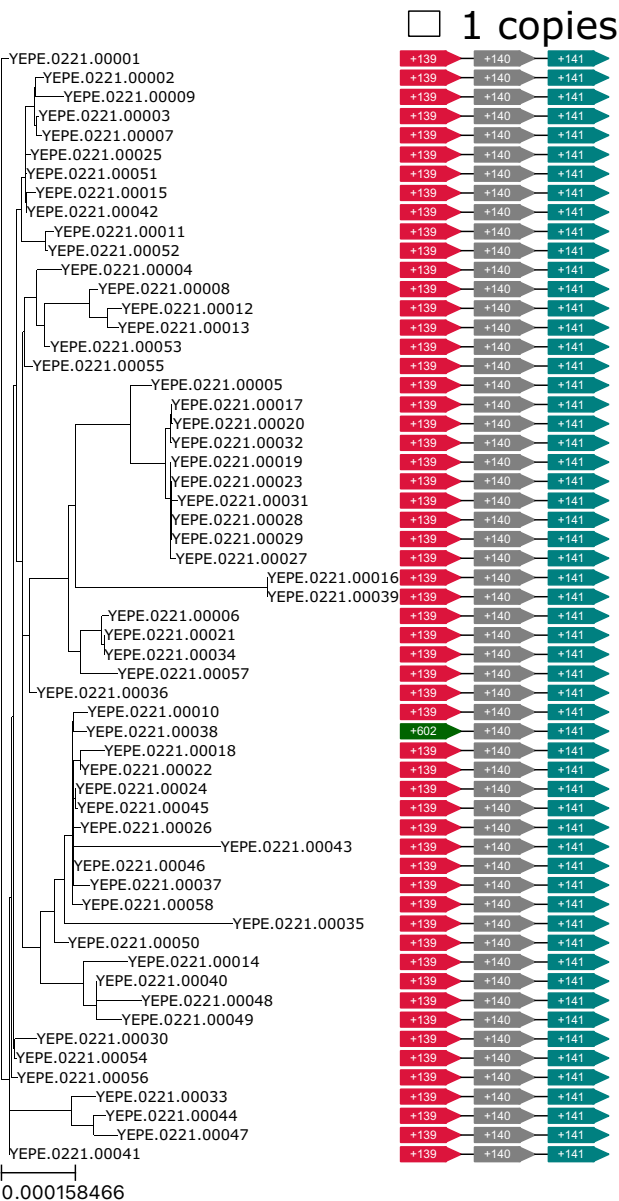 1 copies
YEPE.0221.00001 +139 +140 +141
YEPE.0221.00002 +139 +140 +141
YEPE.0221.00009 +139 +140 +141
YEPE.0221.00003 +139 +140 +141
YEPE.0221.00007 +139 +140 +141
YEPE.0221.00025 +139 +140 +141
YEPE.0221.00051 +139 +140 +141
YEPE.0221.00015 +139 +140 +141
YEPE.0221.00042 +139 +140 +141
YEPE.0221.00011 +139 +140 +141
YEPE.0221.00052 +139 +140 +141
YEPE.0221.00004 +139 +140 +141
YEPE.0221.00008 +139 +140 +141
YEPE.0221.00012 +139 +140 +141
YEPE.0221.00013 +139 +140 +141
YEPE.0221.00053 +139 +140 +141
YEPE.0221.00055 +139 +140 +141
YEPE.0221.00005 +139 +140 +141
YEPE.0221.00017 +139 +140 +141
YEPE.0221.00020 +139 +140 +141
YEPE.0221.00032 +139 +140 +141
YEPE.0221.00019 +139 +140 +141
YEPE.0221.00023 +139 +140 +141
YEPE.0221.00031 +139 +140 +141
YEPE.0221.00028 +139 +140 +141
YEPE.0221.00029 +139 +140 +141
YEPE.0221.00027 +139 +140 +141
YEPE.0221.00016 +139 +140 +141
YEPE.0221.00039 +139 +140 +141
YEPE.0221.00006 +139 +140 +141
YEPE.0221.00021 +139 +140 +141
YEPE.0221.00034 +139 +140 +141
YEPE.0221.00057 +139 +140 +141
YEPE.0221.00036 +139 +140 +141
YEPE.0221.00010 +139 +140 +141
YEPE.0221.00038 +602 +140 +141
YEPE.0221.00018 +139 +140 +141
YEPE.0221.00022 +139 +140 +141
YEPE.0221.00024 +139 +140 +141
YEPE.0221.00045 +139 +140 +141
YEPE.0221.00026 +139 +140 +141
YEPE.0221.00043 +139 +140 +141
YEPE.0221.00046 +139 +140 +141
YEPE.0221.00037 +139 +140 +141
YEPE.0221.00058 +139 +140 +141
YEPE.0221.00035 +139 +140 +141
YEPE.0221.00050 +139 +140 +141
YEPE.0221.00014 +139 +140 +141
YEPE.0221.00040 +139 +140 +141
YEPE.0221.00048 +139 +140 +141
YEPE.0221.00049 +139 +140 +141
YEPE.0221.00030 +139 +140 +141
YEPE.0221.00054 +139 +140 +141
YEPE.0221.00056 +139 +140 +141
YEPE.0221.00033 +139 +140 +141
YEPE.0221.00044 +139 +140 +141
YEPE.0221.00047 +139 +140 +141
YEPE.0221.00041 +139 +140 +141
0.000158466